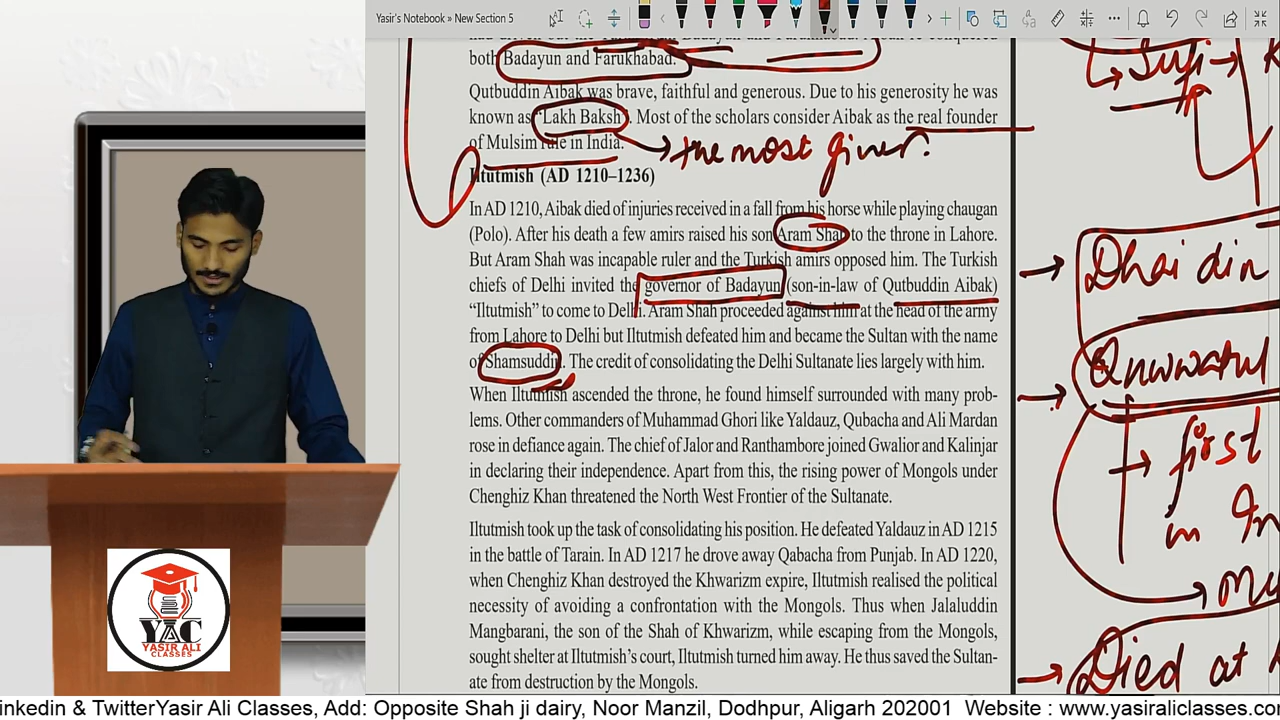 Yasir's Notebook » New Section 5
both Badayun and Farukhabad.
Qutbuddin Aibak was brave, faithful and generous. Due to his generosity he was
known as 'Lakh Baksh'. Most of the scholars consider Aibak as the real founder
of Mulsim rule in India.
→ the most giver.
Iltutmish (AD 1210–1236)
In AD 1210, Aibak died of injuries received in a fall from his horse while playing chaugan
(Polo). After his death a few amirs raised his son Aram Shah to the throne in Lahore.
But Aram Shah was incapable ruler and the Turkish amirs opposed him. The Turkish
chiefs of Delhi invited the governor of Badayun (son-in-law of Qutbuddin Aibak)
“Iltutmish” to come to Delhi. Aram Shah proceeded against him at the head of the army
from Lahore to Delhi but Iltutmish defeated him and became the Sultan with the name
of Shamsuddin. The credit of consolidating the Delhi Sultanate lies largely with him.
When Iltutmish ascended the throne, he found himself surrounded with many prob-
lems. Other commanders of Muhammad Ghori like Yaldauz, Qubacha and Ali Mardan
rose in defiance again. The chief of Jalor and Ranthambore joined Gwalior and Kalinjar
in declaring their independence. Apart from this, the rising power of Mongols under
Chenghiz Khan threatened the North West Frontier of the Sultanate.
Iltutmish took up the task of consolidating his position. He defeated Yaldauz in AD 1215
in the battle of Tarain. In AD 1217 he drove away Qabacha from Punjab. In AD 1220,
when Chenghiz Khan destroyed the Khwarizm expire, Iltutmish realised the political
necessity of avoiding a confrontation with the Mongols. Thus when Jalaluddin
Mangbarani, the son of the Shah of Khwarizm, while escaping from the Mongols,
sought shelter at Iltutmish's court, Iltutmish turned him away. He thus saved the Sultan-
ate from destruction by the Mongols.
→ Sufi →
→ Dhai din
→ Quwwatul
→ first
in
→ Died at
YAC
YASIR ALI
CLASSES
inkedin & TwitterYasir Ali Classes, Add: Opposite Shah ji dairy, Noor Manzil, Dodhpur, Aligarh 202001 Website : www.yasiraliclasses.c